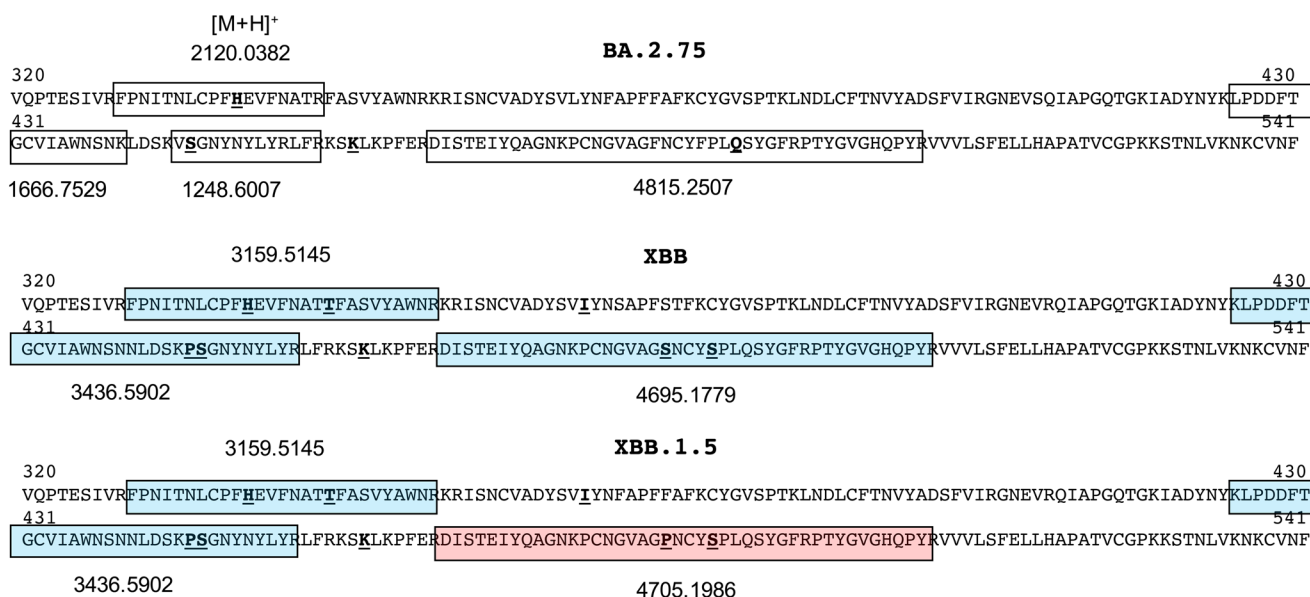 [M+H]+
2120.0382
BA.2.75
320 430
VQPTESIVRFPNITNLCPFHEVFNATRFASVYAWNRKRISNCVADYSVLYNFAPFFAFKCYGVSPTKLNDLCFTNVYADSFVIRGNEVSQIAPGQTGKIADYNYKLPDDFT
431 541
GCVIAWNSNKLDSKVSGNYNYLYRLFRKSKLKPFERDISTEIYQAGNKPCNGVAGFNCYFPLQSYGFRPTYGVGHQPYRVVVLSFELLHAPATVCGPKKSTNLVKNKCVNF
1666.7529 1248.6007 4815.2507
3159.5145 XBB
320 430
VQPTESIVRFPNITNLCPFHEVFNATTFASVYAWNRKRISNCVADYSVIYNSAPFSTFKCYGVSPTKLNDLCFTNVYADSFVIRGNEVRQIAPGQTGKIADYNYKLPDDFT
431 541
GCVIAWNSNNLDSKPSGNYNYLYRLFRKSKLKPFERDISTEIYQAGNKPCNGVAGSNCYSPLQSYGFRPTYGVGHQPYRVVVLSFELLHAPATVCGPKKSTNLVKNKCVNF
3436.5902 4695.1779
3159.5145 XBB.1.5
320 430
VQPTESIVRFPNITNLCPFHEVFNATTFASVYAWNRKRISNCVADYSVIYNFAPFFAFKCYGVSPTKLNDLCFTNVYADSFVIRGNEVRQIAPGQTGKIADYNYKLPDDFT
431 541
GCVIAWNSNNLDSKPSGNYNYLYRLFRKSKLKPFERDISTEIYQAGNKPCNGVAGPNCYSPLQSYGFRPTYGVGHQPYRVVVLSFELLHAPATVCGPKKSTNLVKNKCVNF
3436.5902 4705.1986